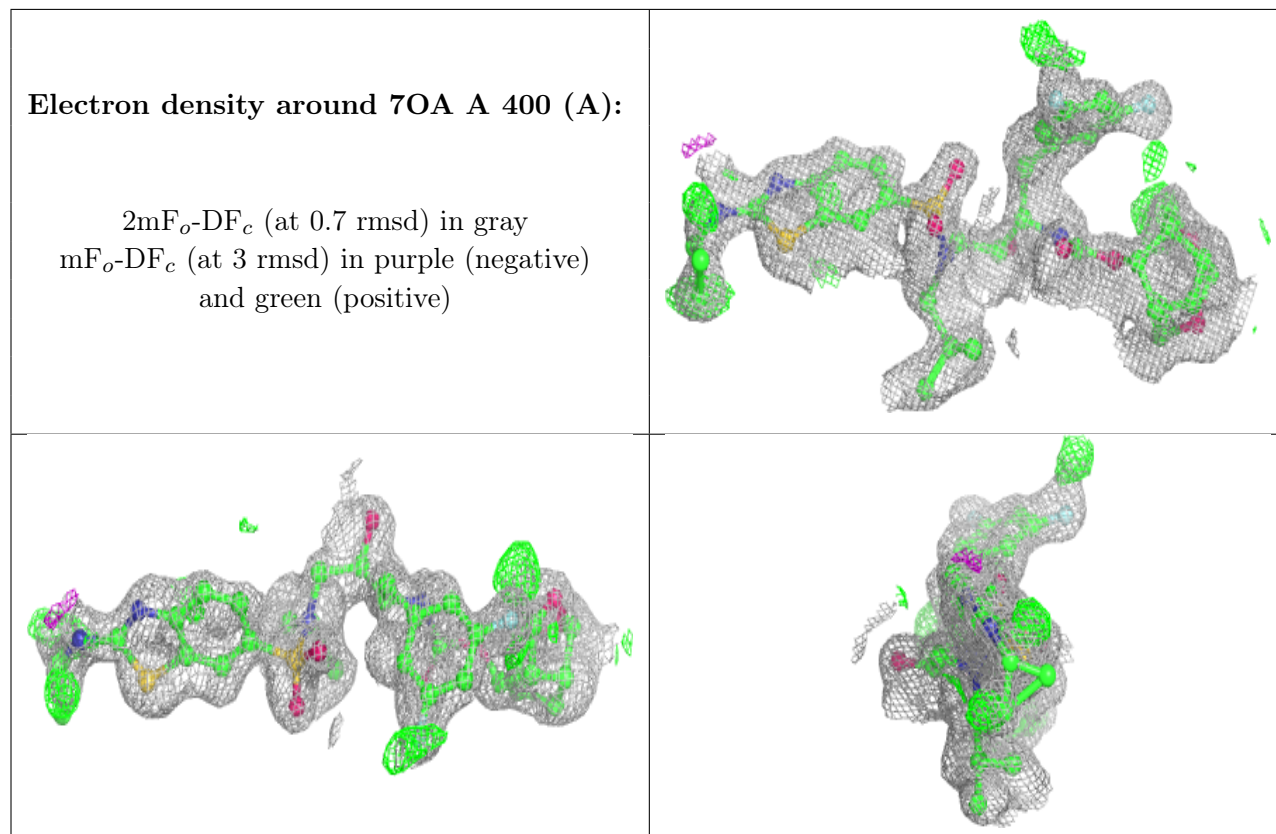 Electron density around 7OA A 400 (A):
2mFo-DFc (at 0.7 rmsd) in gray
mFo-DFc (at 3 rmsd) in purple (negative)
and green (positive)